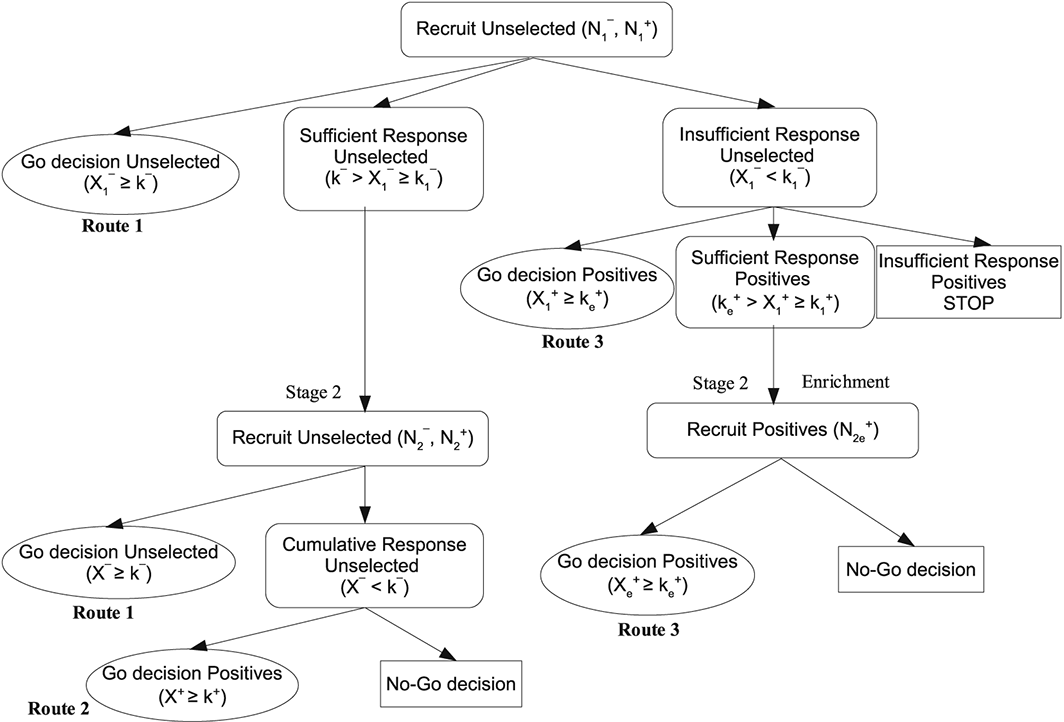 Recruit Unselected (N₁⁻, N₁⁺)
Go decision Unselected
(X₁⁻ ≥ k⁻)
Route 1
Sufficient Response
Unselected
(k⁻ > X₁⁻ ≥ k₁⁻)
Insufficient Response
Unselected
(X₁⁻ < k₁⁻)
Go decision Positives
(X₁⁺ ≥ kₑ⁺)
Route 3
Sufficient Response
Positives
(kₑ⁺ > X₁⁺ ≥ k₁⁺)
Insufficient Response
Positives
STOP
Stage 2
Stage 2 Enrichment
Recruit Unselected (N₂⁻, N₂⁺)
Recruit Positives (N₂ₑ⁺)
Go decision Unselected
(X⁻ ≥ k⁻)
Route 1
Cumulative Response
Unselected
(X⁻ < k⁻)
Go decision Positives
(Xₑ⁺ ≥ kₑ⁺)
Route 3
No-Go decision
Go decision Positives
(X⁺ ≥ k⁺)
Route 2
No-Go decision